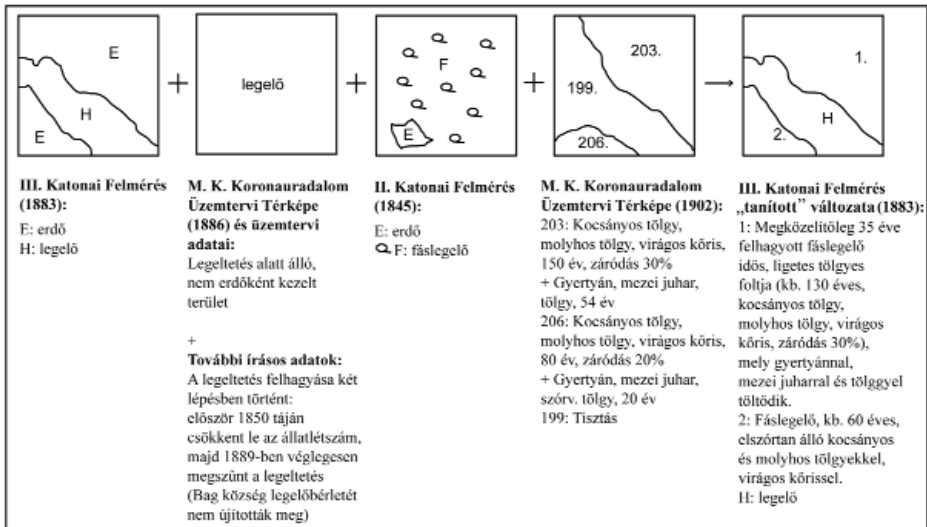 E
H
E
+
legelő
+
F
E
+
203.
199.
206.
→
1.
H
2.
III. Katonai Felmérés
(1883):
E: erdő
H: legelő
M. K. Koronauradalom
Üzemtervi Térképe
(1886) és üzemtervi
adatai:
Legeltetés alatt álló,
nem erdőként kezelt
terület
+
További írásos adatok:
A legeltetés felhagyása két
lépésben történt:
először 1850 táján
csökkent le az állatlétszám,
majd 1889-ben véglegesen
megszűnt a legeltetés
(Bag község legelőbérletét
nem újították meg)
II. Katonai Felmérés
(1845):
E: erdő
F: fáslegelő
M. K. Koronauradalom
Üzemtervi Térképe (1902):
203: Kocsányos tölgy,
molyhos tölgy, virágos kőris,
150 év, záródás 30%
+ Gyertyán, mezei juhar,
tölgy, 54 év
206: Kocsányos tölgy,
molyhos tölgy, virágos kőris,
80 év, záródás 20%
+ Gyertyán, mezei juhar,
szórv. tölgy, 20 év
199: Tisztás
III. Katonai Felmérés
„tanított” változata (1883):
1: Megközelitőleg 35 éve
felhagyott fáslegelő
idős, ligetes tölgyes
foltja (kb. 130 éves,
kocsányos tölgy,
molyhos tölgy, virágos
kőris, záródás 30%),
mely gyertyánnal,
mezei juharral és tölggyel
töltődik.
2: Fáslegelő, kb. 60 éves,
elszórtan álló kocsányos
és molyhos tölgyekkel,
virágos kőrissel.
H: legelő